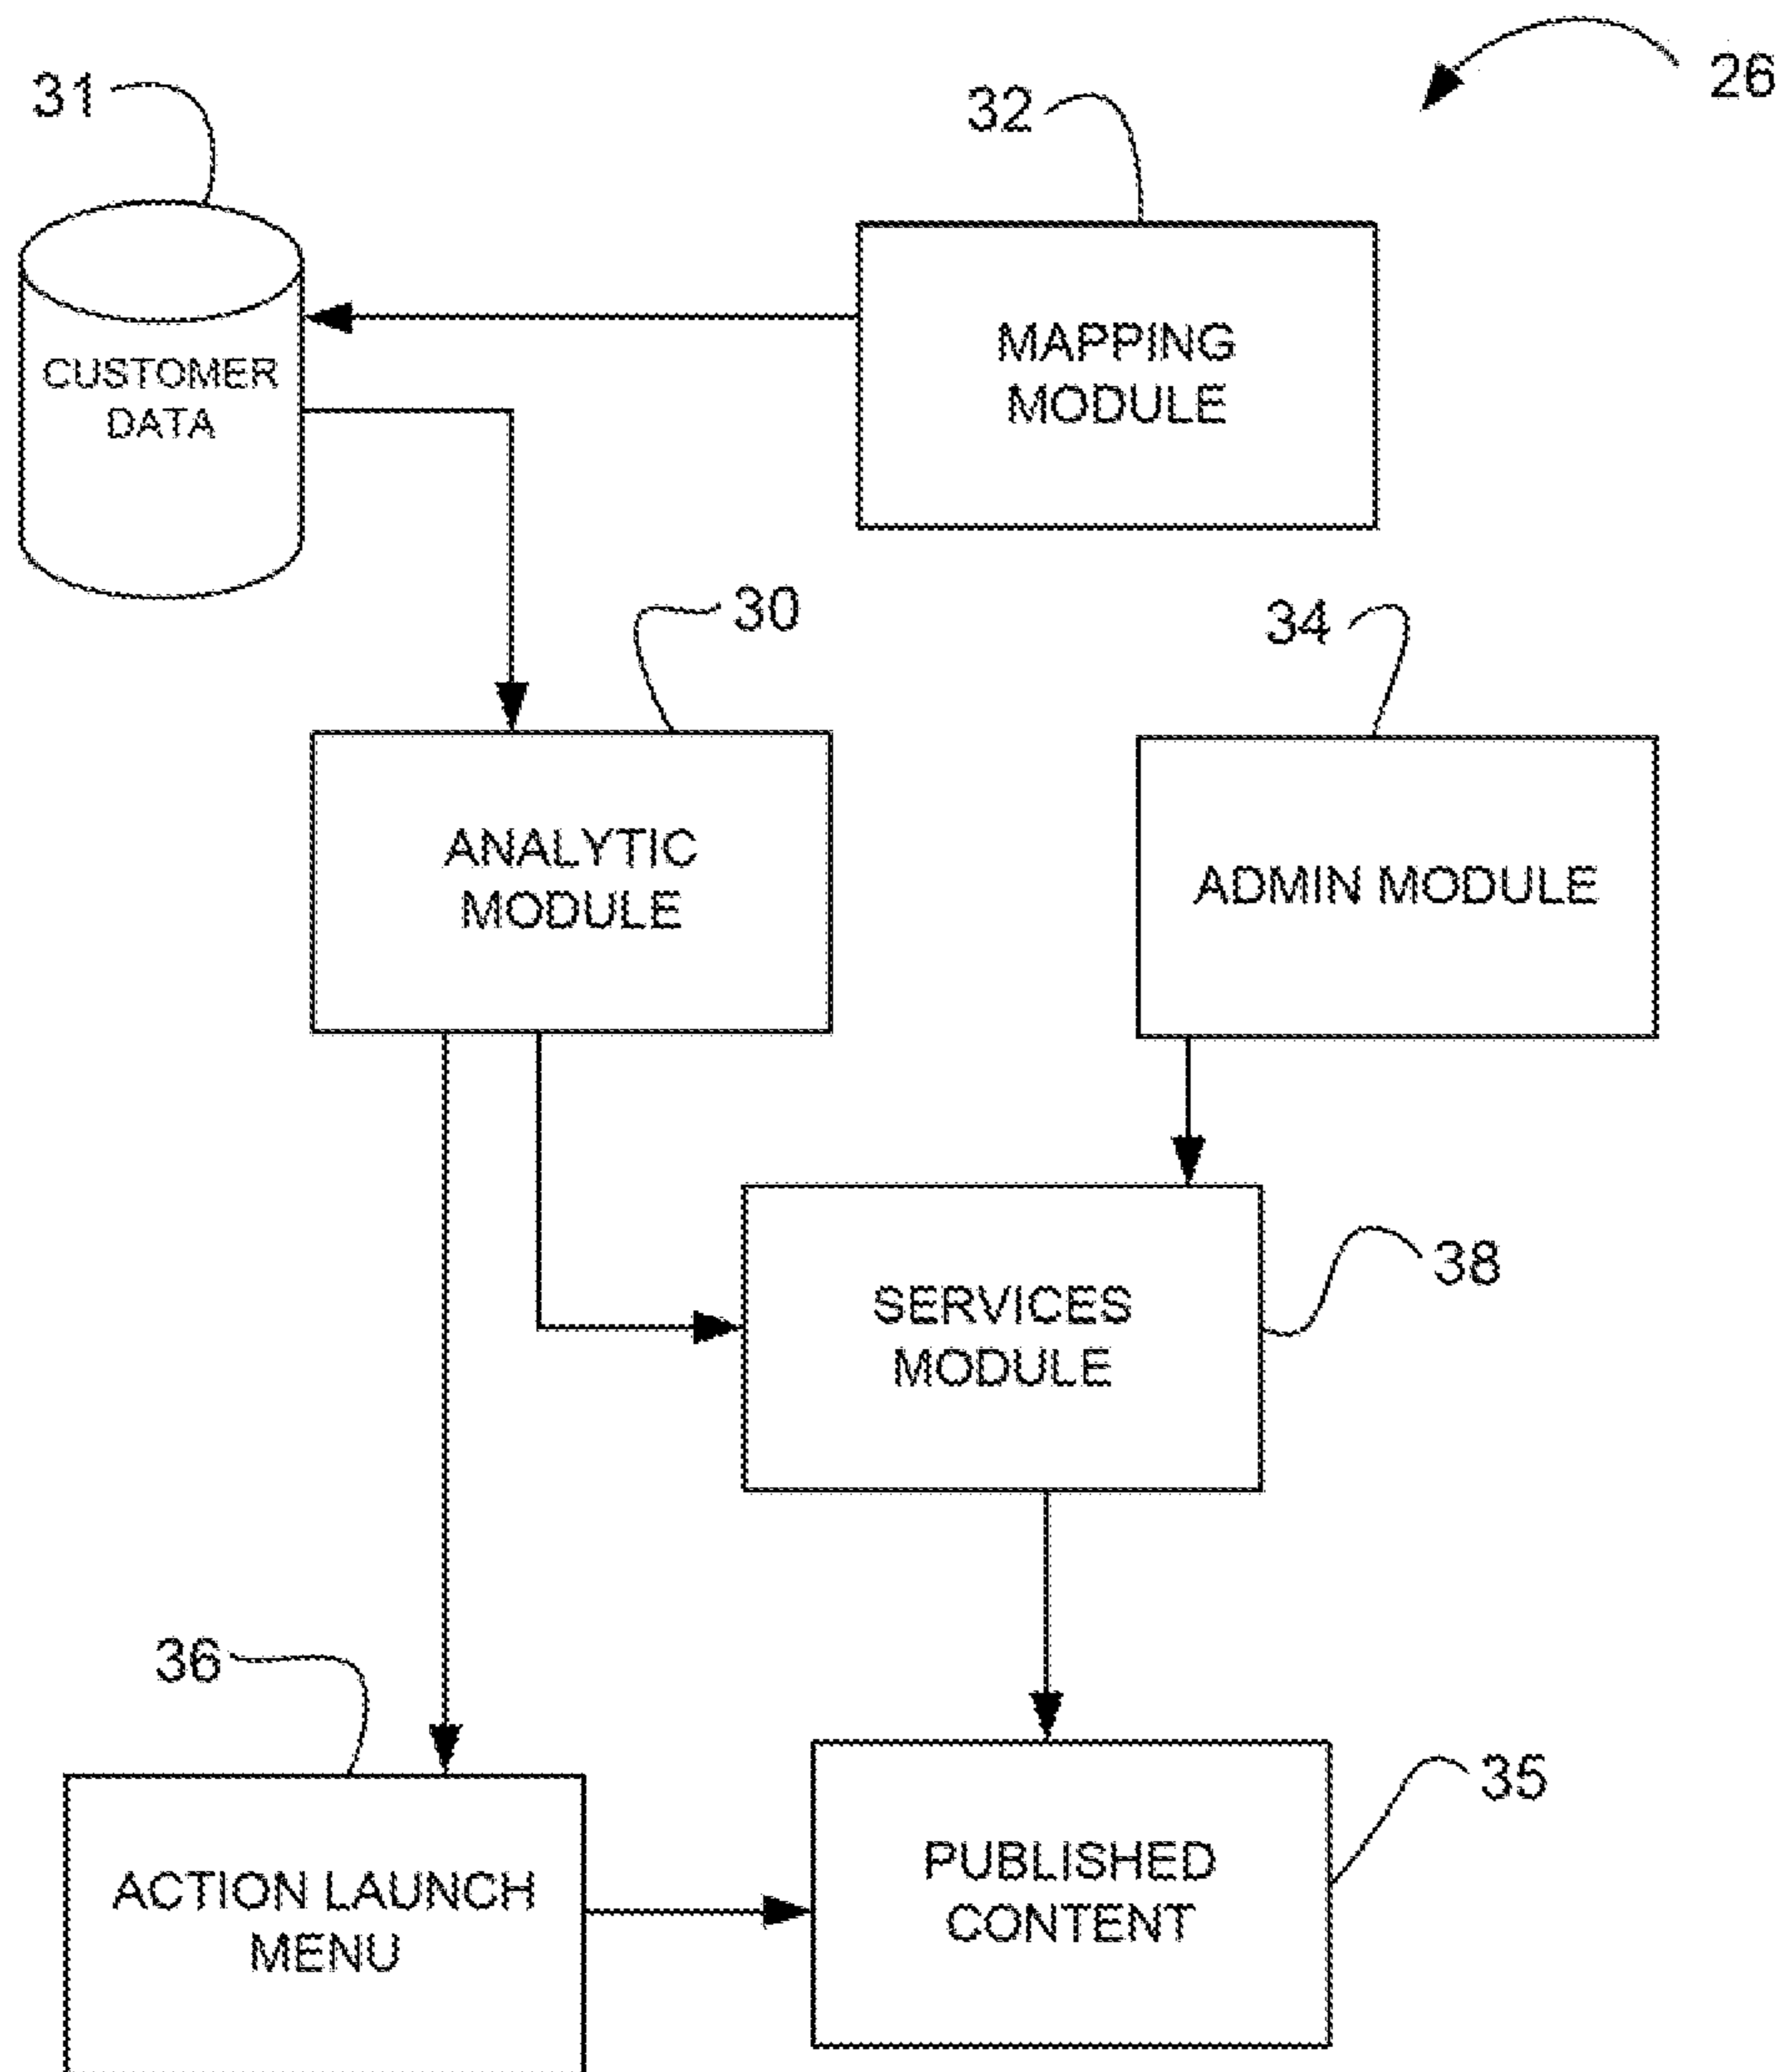 26
31
32
CUSTOMER
DATA
MAPPING
MODULE
30
34
ANALYTIC
MODULE
ADMIN MODULE
38
SERVICES
MODULE
36
35
ACTION LAUNCH
MENU
PUBLISHED
CONTENT